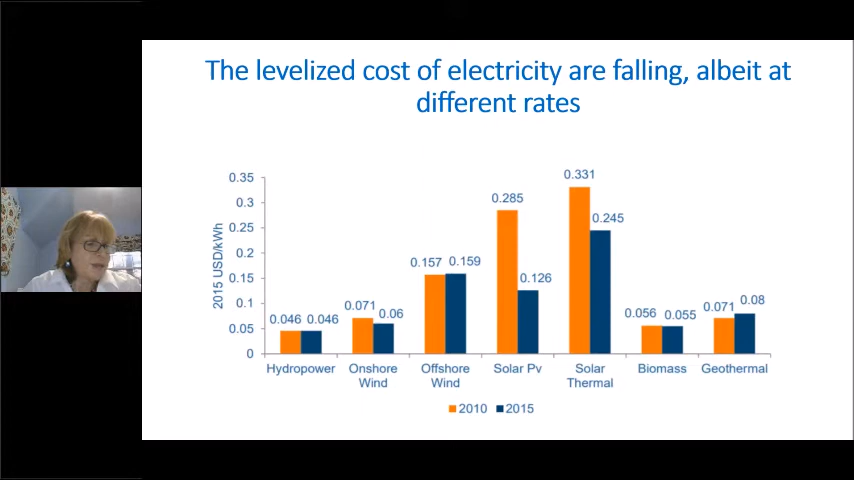 The levelized cost of electricity are falling, albeit at
different rates
2015 USD/kWh
0.35
0.3
0.25
0.2
0.15
0.1
0.05
0
0.046 0.046
0.071 0.06
0.157 0.159
0.285 0.126
0.331 0.245
0.056 0.055
0.071 0.08
Hydropower
Onshore
Wind
Offshore
Wind
Solar Pv
Solar
Thermal
Biomass
Geothermal
2010 2015